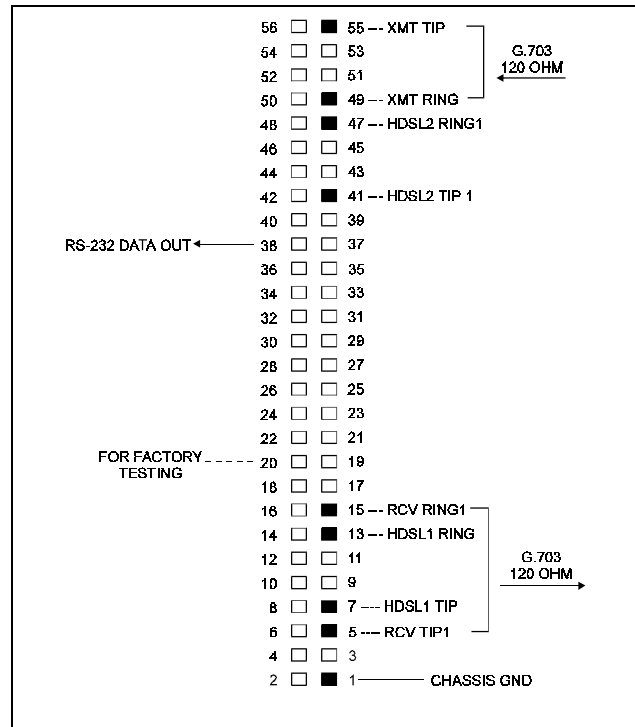 56 55 --- XMT TIP
54 53
G.703
120 OHM
52 51
50 49 --- XMT RING
48 47 --- HDSL2 RING1
46 45
44 43
42 41 --- HDSL2 TIP 1
40 39
RS-232 DATA OUT 38 37
36 35
34 33
32 31
30 29
28 27
26 25
24 23
22 21
FOR FACTORY
TESTING ------ 20 19
18 17
16 15 --- RCV RING1
14 13 --- HDSL1 RING
12 11
G.703
120 OHM
10 9
8 7 ---- HDSL1 TIP
6 5 ---- RCV TIP1
4 3
2 1 CHASSIS GND